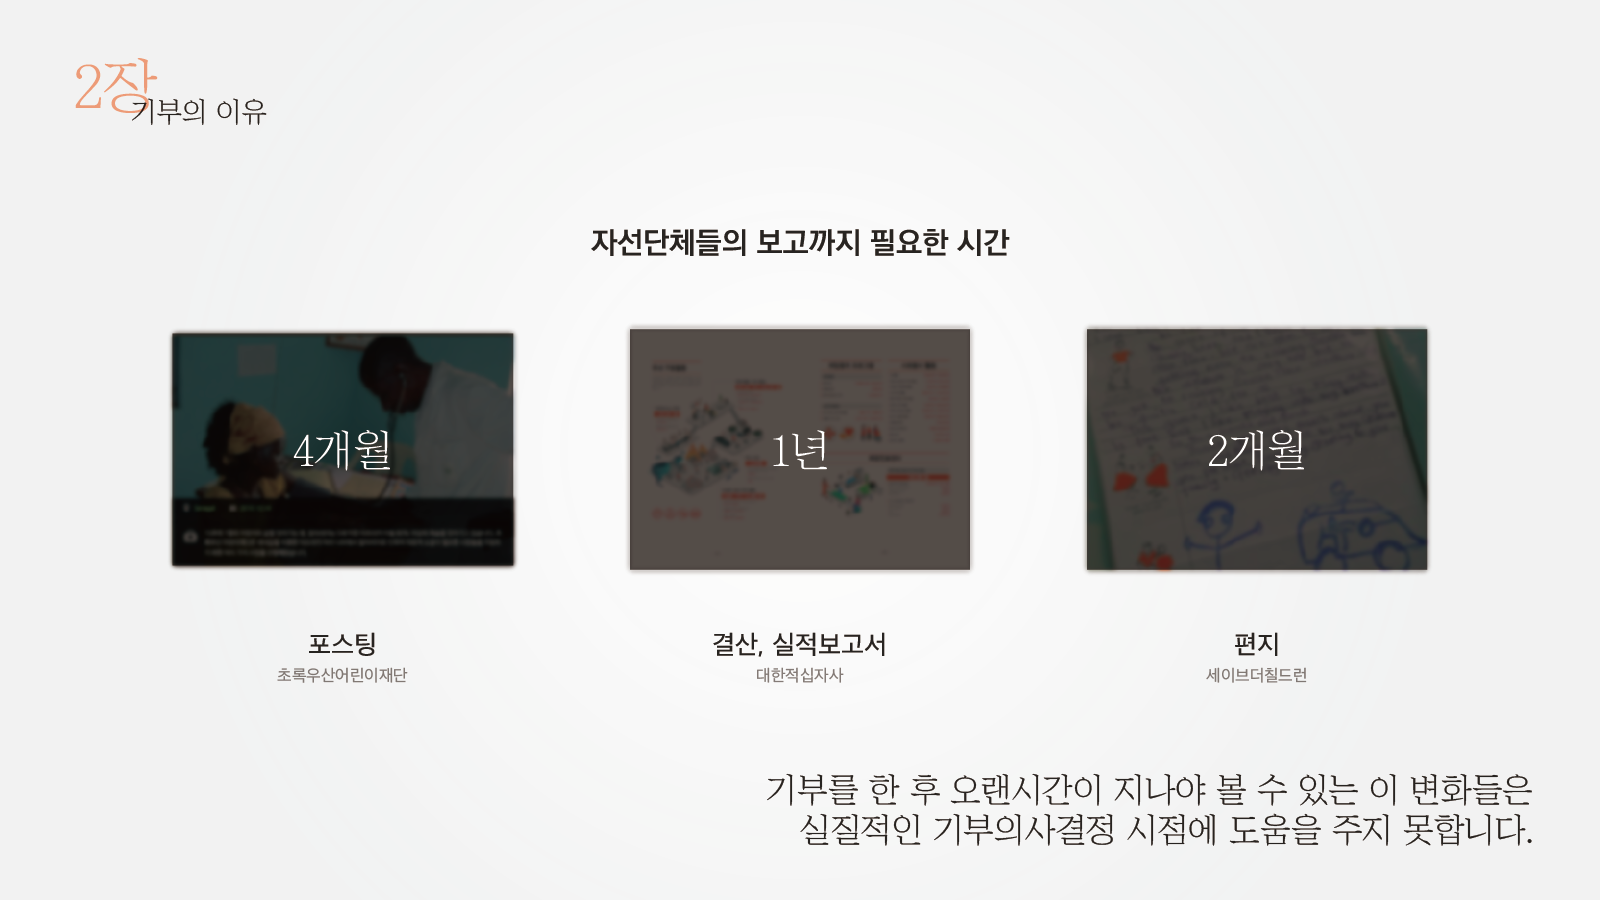 2장
기부의 이유
자선단체들의 보고까지 필요한 시간
4개월
1년
2개월
포스팅
초록우산어린이재단
결산, 실적보고서
대한적십자사
편지
세이브더칠드런
기부를 한 후 오랜시간이 지나야 볼 수 있는 이 변화들은
실질적인 기부의사결정 시점에 도움을 주지 못합니다.